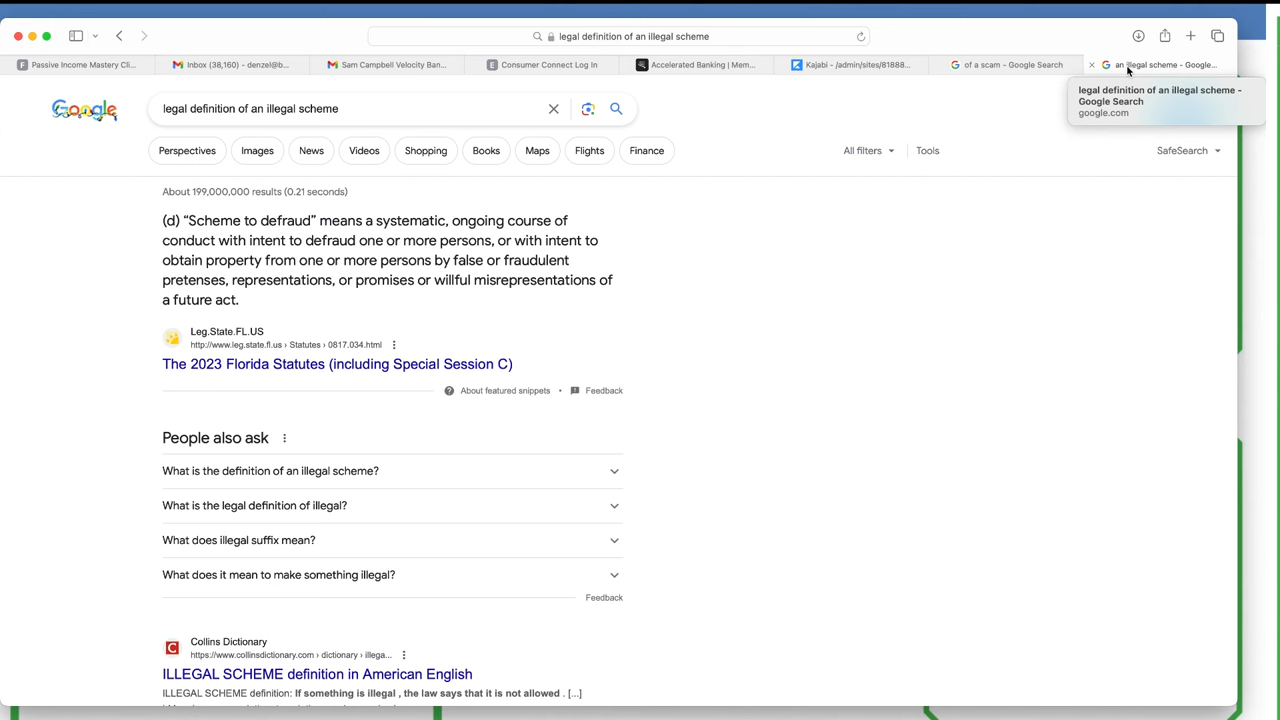 legal definition of an illegal scheme
Passive Income Mastery Cli...
Inbox (38,160) - denzel@b...
Sam Campbell Velocity Ban...
Consumer Connect Log In
Accelerated Banking | Mem...
Kajabi - /admin/sites/81888...
of a scam - Google Search
an illegal scheme - Google...
legal definition of an illegal scheme -
Google Search
google.com
Google
legal definition of an illegal scheme
Perspectives
Images
News
Videos
Shopping
Books
Maps
Flights
Finance
All filters
Tools
SafeSearch
About 199,000,000 results (0.21 seconds)
(d) “Scheme to defraud” means a systematic, ongoing course of
conduct with intent to defraud one or more persons, or with intent to
obtain property from one or more persons by false or fraudulent
pretenses, representations, or promises or willful misrepresentations of
a future act.
Leg.State.FL.US
http://www.leg.state.fl.us › Statutes › 0817.034.html
The 2023 Florida Statutes (including Special Session C)
About featured snippets • Feedback
People also ask
What is the definition of an illegal scheme?
What is the legal definition of illegal?
What does illegal suffix mean?
What does it mean to make something illegal?
Feedback
Collins Dictionary
https://www.collinsdictionary.com › dictionary › illega...
ILLEGAL SCHEME definition in American English
ILLEGAL SCHEME definition: If something is illegal , the law says that it is not allowed . [...]